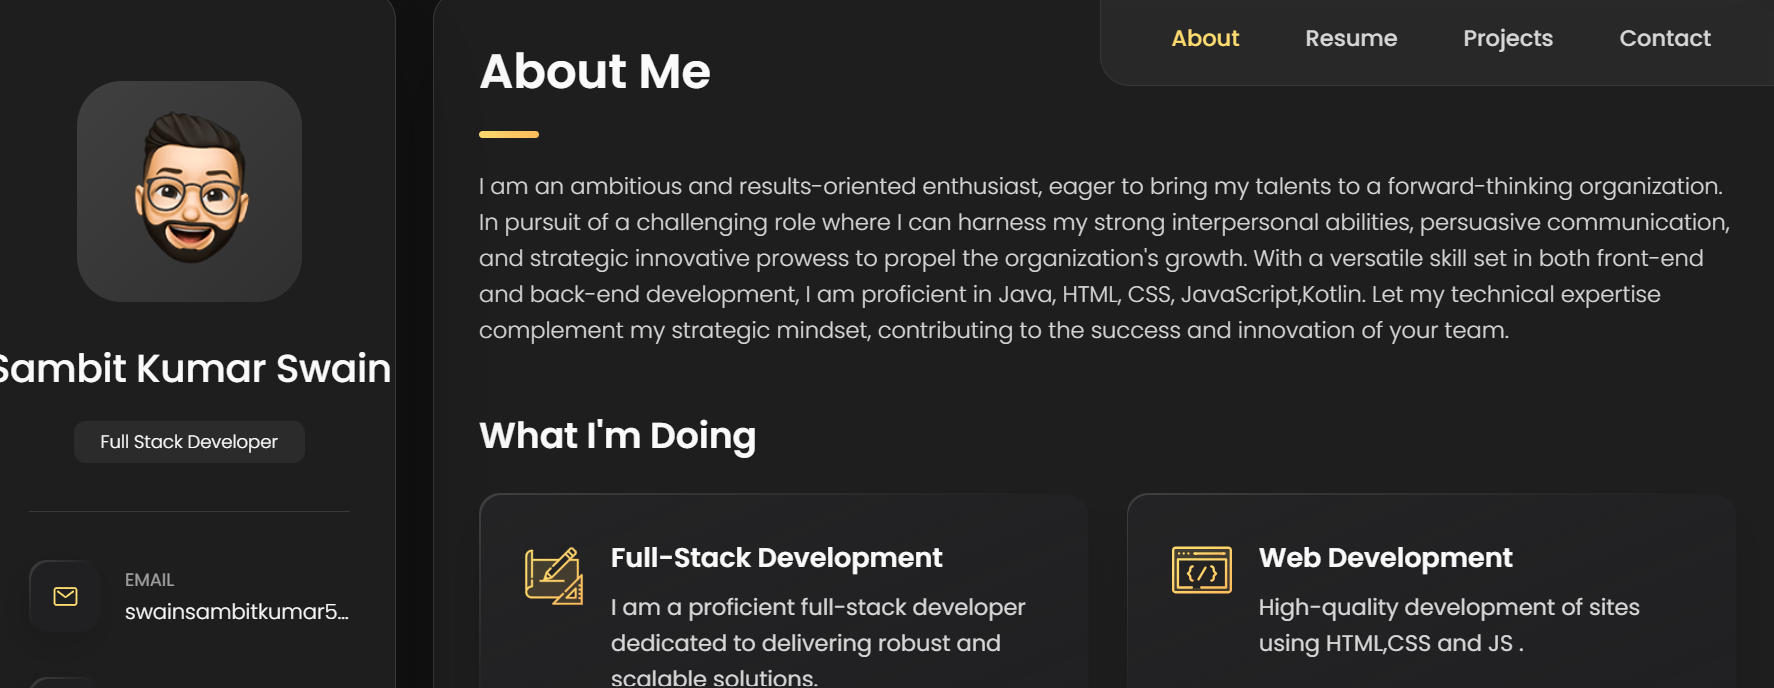 About
Resume
Projects
Contact
Sambit Kumar Swain
Full Stack Developer
EMAIL
swainsambitkumar5...
About Me
I am an ambitious and results-oriented enthusiast, eager to bring my talents to a forward-thinking organization.
In pursuit of a challenging role where I can harness my strong interpersonal abilities, persuasive communication,
and strategic innovative prowess to propel the organization's growth. With a versatile skill set in both front-end
and back-end development, I am proficient in Java, HTML, CSS, JavaScript,Kotlin. Let my technical expertise
complement my strategic mindset, contributing to the success and innovation of your team.
What I'm Doing
Full-Stack Development
I am a proficient full-stack developer
dedicated to delivering robust and
scalable solutions.
Web Development
High-quality development of sites
using HTML,CSS and JS .